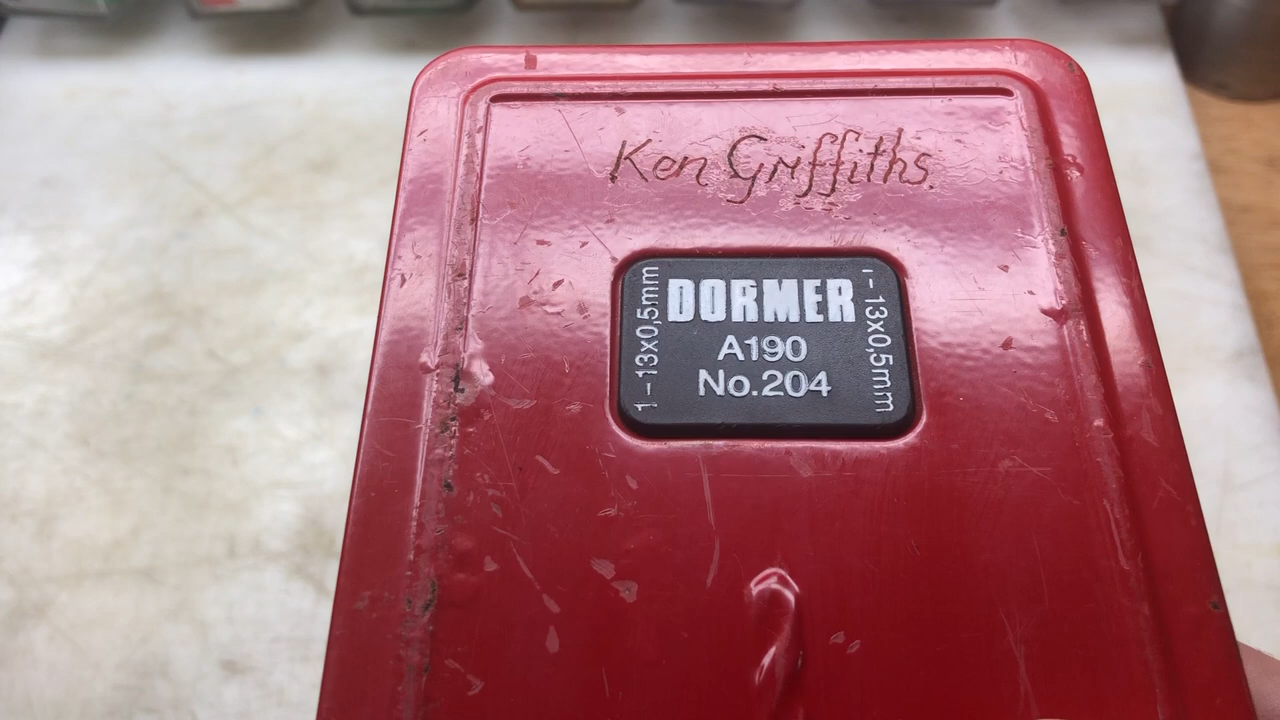 Ken Griffiths.
1-13x0,5mm
DORMER
A190
No.204
1-13x0,5mm